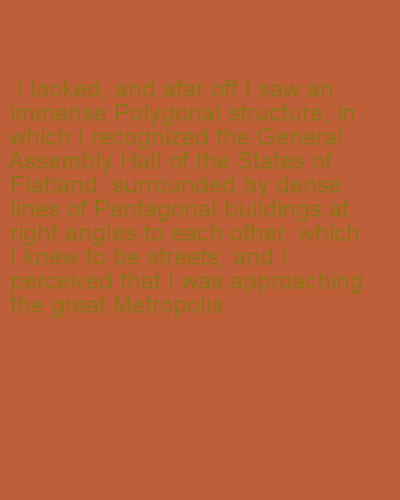 I looked, and afar off I saw an
immense Polygonal structure, in
which I recognized the General
Assembly Hall of the States of
Flatland, surrounded by dense
lines of Pentagonal buildings at
right angles to each other, which
I knew to be streets; and I
perceived that I was approaching
the great Metropolis